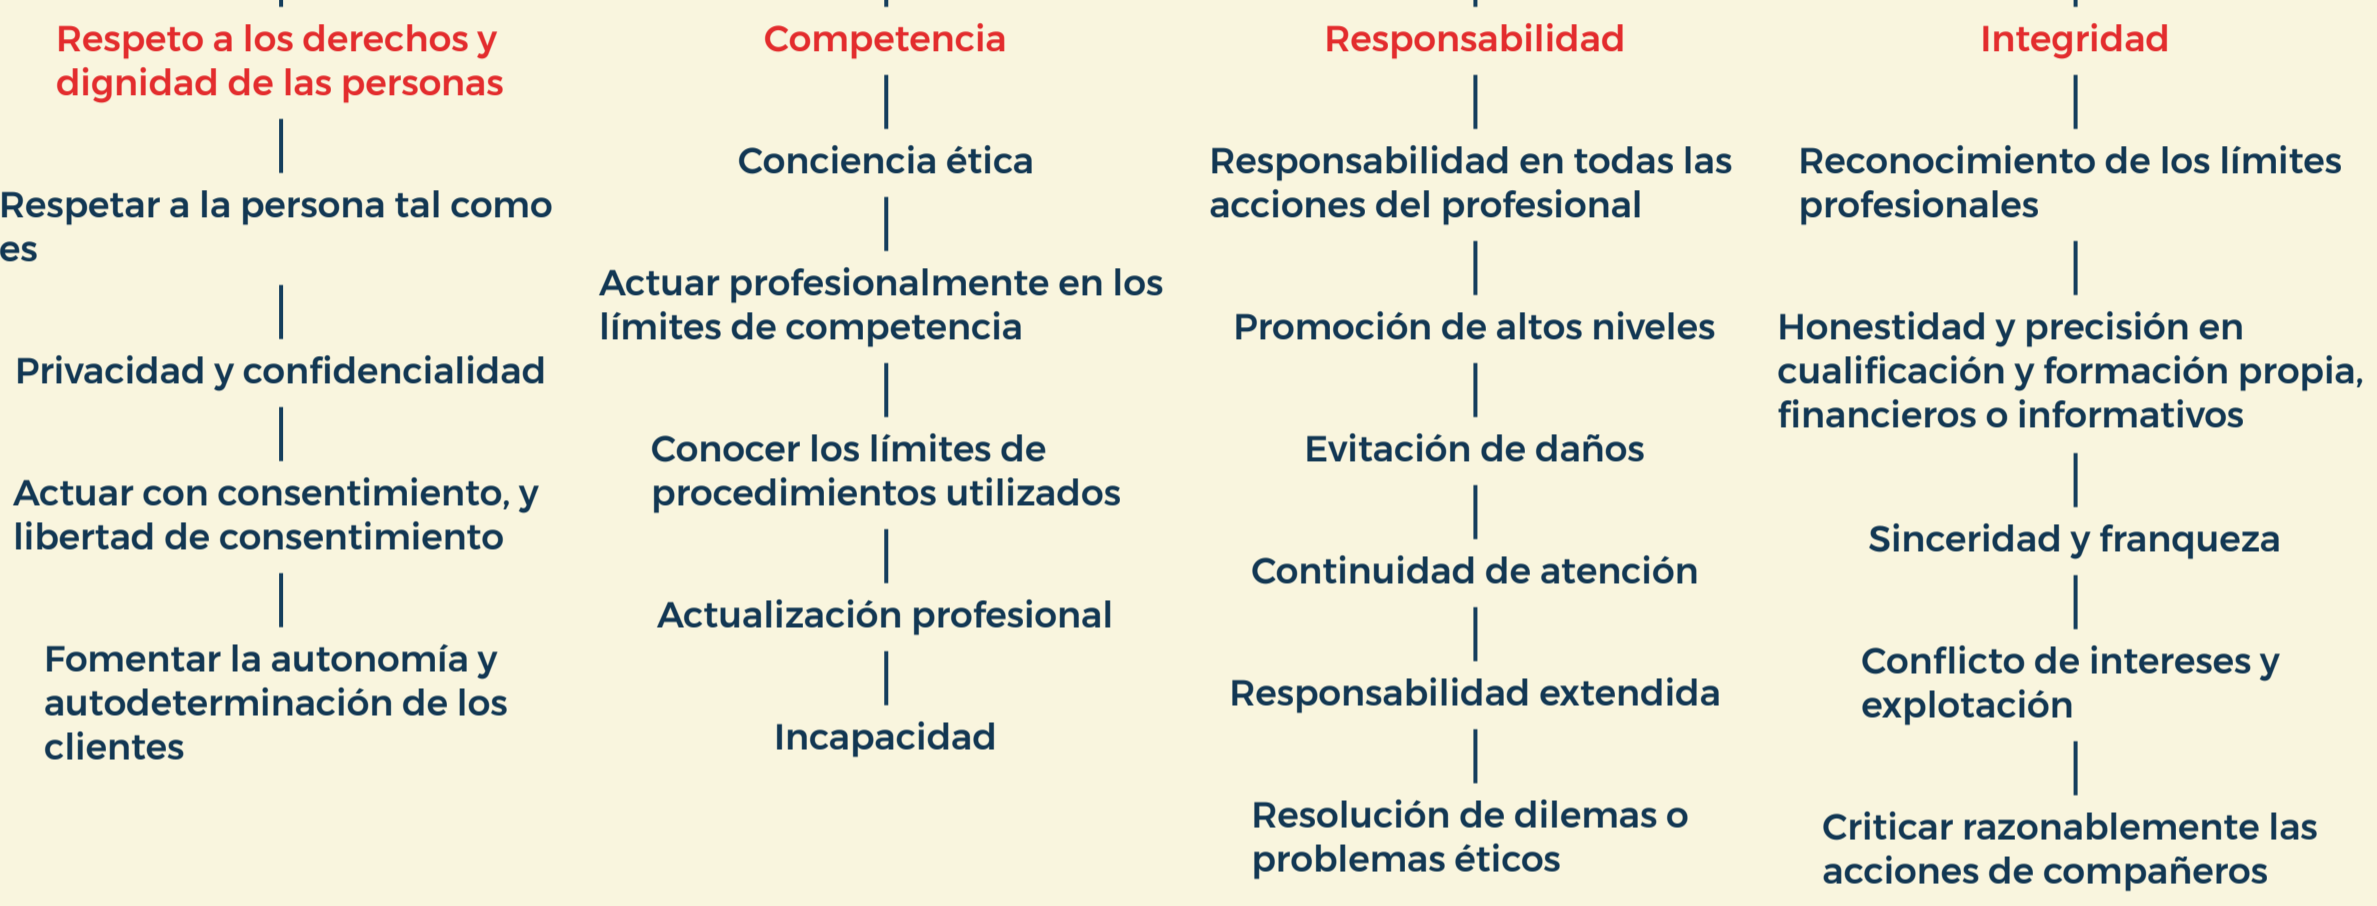 Respeto a los derechos y
dignidad de las personas
Respetar a la persona tal como
es
Privacidad y confidencialidad
Actuar con consentimiento, y
libertad de consentimiento
Fomentar la autonomía y
autodeterminación de los
clientes
Competencia
Conciencia ética
Actuar profesionalmente en los
límites de competencia
Conocer los límites de
procedimientos utilizados
Actualización profesional
Incapacidad
Responsabilidad
Responsabilidad en todas las
acciones del profesional
Promoción de altos niveles
Evitación de daños
Continuidad de atención
Responsabilidad extendida
Resolución de dilemas o
problemas éticos
Integridad
Reconocimiento de los límites
profesionales
Honestidad y precisión en
cualificación y formación propia,
financieros o informativos
Sinceridad y franqueza
Conflicto de intereses y
explotación
Criticar razonablemente las
acciones de compañeros